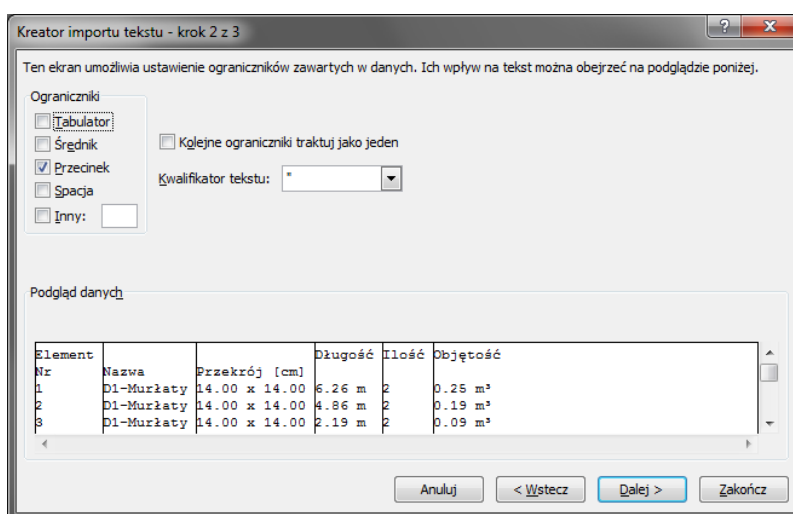 Kreator importu tekstu - krok 2 z 3
Ten ekran umożliwia ustawienie ograniczników zawartych w danych. Ich wpływ na tekst można obejrzeć na podglądzie poniżej.
Ograniczniki
Tabulator
Średnik
Kolejne ograniczniki traktuj jako jeden
Przecinek
Kwalifikator tekstu: "
Spacja
Inny:
Podgląd danych
Element Długość Ilość Objętość
Nr Nazwa Przekrój [cm]
1 D1-Murłaty 14.00 x 14.00 6.26 m 2 0.25 m³
2 D1-Murłaty 14.00 x 14.00 4.86 m 2 0.19 m³
3 D1-Murłaty 14.00 x 14.00 2.19 m 2 0.09 m³
Anuluj < Wstecz Dalej > Zakończ